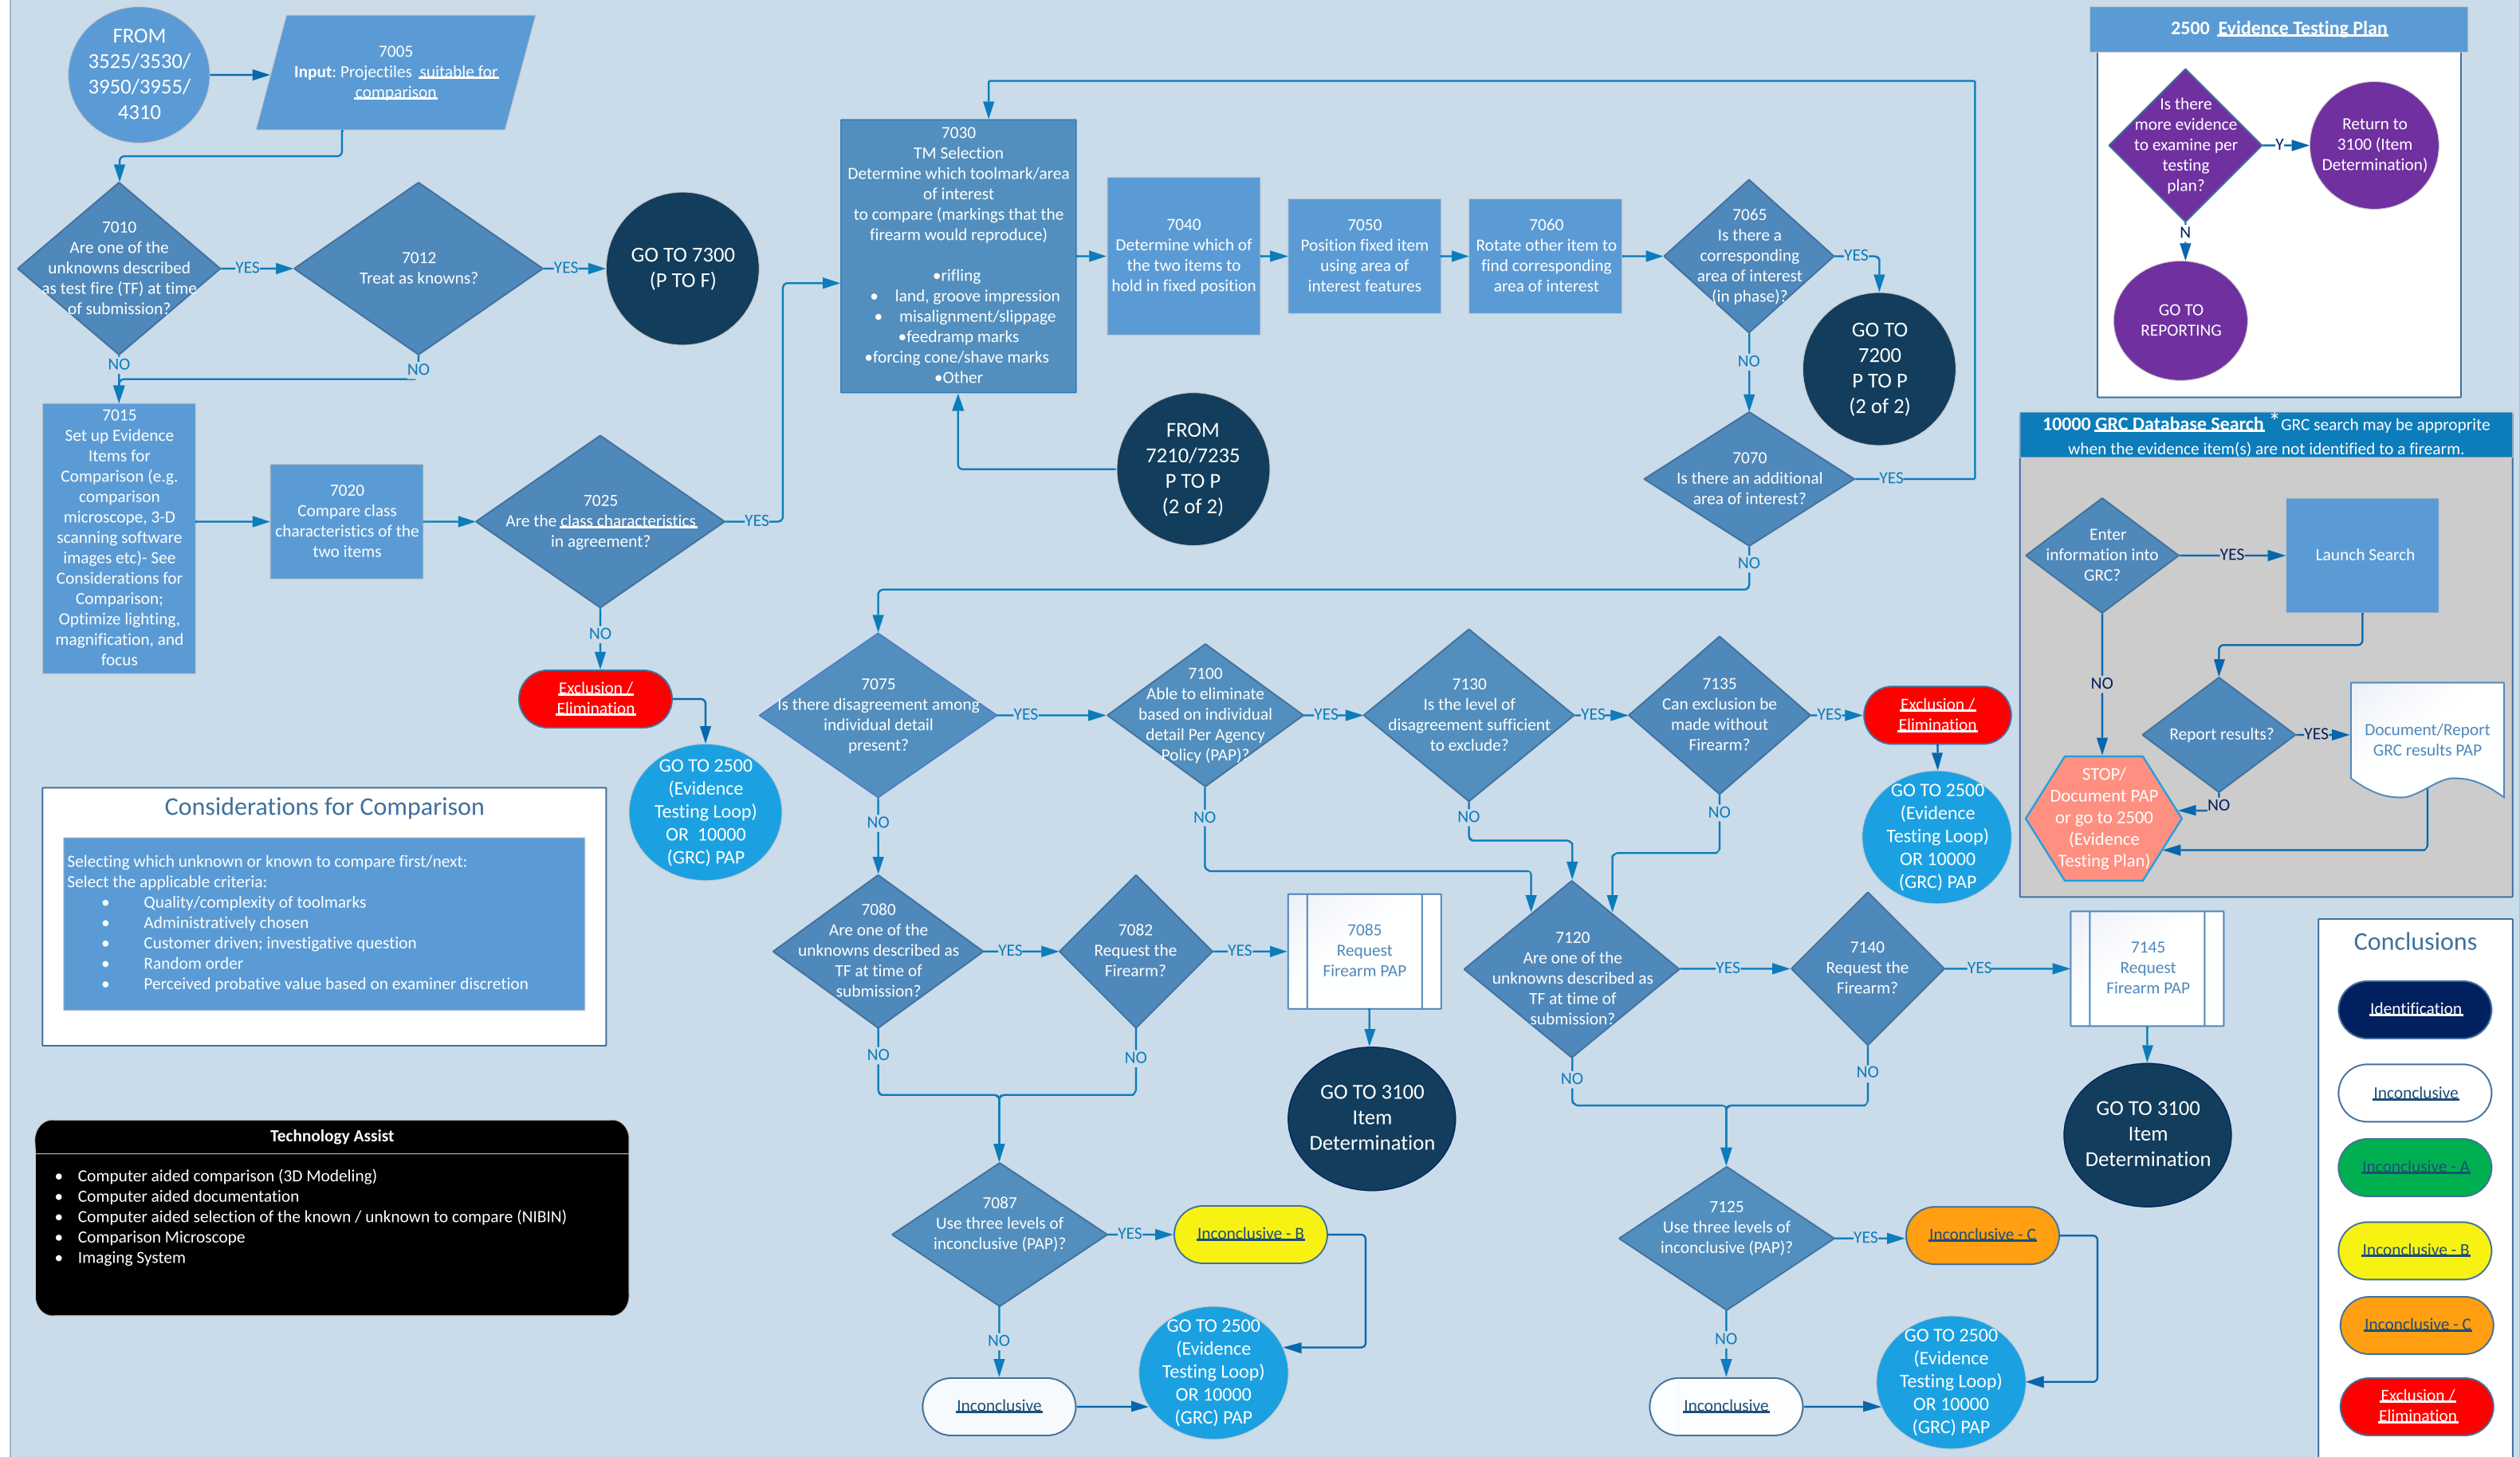 FROM
3525/3530/
3950/3955/
4310
7005
Input: Projectiles suitable for
comparison
7010
Are one of the
unknowns described
as test fire (TF) at time
of submission?
YES
NO
7012
Treat as knowns?
YES
NO
GO TO 7300
(P TO F)
7015
Set up Evidence
Items for
Comparison (e.g.
comparison
microscope, 3-D
scanning software
images etc)- See
Considerations for
Comparison;
Optimize lighting,
magnification, and
focus
7020
Compare class
characteristics of the
two items
7025
Are the class characteristics
in agreement?
YES
NO
Exclusion /
Elimination
GO TO 2500
(Evidence
Testing Loop)
OR 10000
(GRC) PAP
7030
TM Selection
Determine which toolmark/area
of interest
to compare (markings that the
firearm would reproduce)
•rifling
• land, groove impression
• misalignment/slippage
•feedramp marks
•forcing cone/shave marks
•Other
FROM
7210/7235
P TO P
(2 of 2)
7040
Determine which of
the two items to
hold in fixed position
7050
Position fixed item
using area of
interest features
7060
Rotate other item to
find corresponding
area of interest
7065
Is there a
corresponding
area of interest
(in phase)?
YES
NO
GO TO
7200
P TO P
(2 of 2)
7070
Is there an additional
area of interest?
YES
NO
7075
Is there disagreement among
individual detail
present?
YES
NO
7100
Able to eliminate
based on individual
detail Per Agency
Policy (PAP)?
YES
NO
7130
Is the level of
disagreement sufficient
to exclude?
YES
NO
7135
Can exclusion be
made without
Firearm?
YES
NO
Exclusion /
Elimination
GO TO 2500
(Evidence
Testing Loop)
OR 10000
(GRC) PAP
7080
Are one of the
unknowns described as
TF at time of
submission?
YES
NO
7082
Request the
Firearm?
YES
NO
7085
Request
Firearm PAP
GO TO 3100
Item
Determination
7087
Use three levels of
inconclusive (PAP)?
YES
NO
Inconclusive - B
Inconclusive
GO TO 2500
(Evidence
Testing Loop)
OR 10000
(GRC) PAP
7120
Are one of the
unknowns described as
TF at time of
submission?
YES
NO
7140
Request the
Firearm?
YES
NO
7145
Request
Firearm PAP
GO TO 3100
Item
Determination
7125
Use three levels of
inconclusive (PAP)?
YES
NO
Inconclusive - C
Inconclusive
GO TO 2500
(Evidence
Testing Loop)
OR 10000
(GRC) PAP
Considerations for Comparison
Selecting which unknown or known to compare first/next:
Select the applicable criteria:
• Quality/complexity of toolmarks
• Administratively chosen
• Customer driven; investigative question
• Random order
• Perceived probative value based on examiner discretion
Technology Assist
• Computer aided comparison (3D Modeling)
• Computer aided documentation
• Computer aided selection of the known / unknown to compare (NIBIN)
• Comparison Microscope
• Imaging System
2500 Evidence Testing Plan
Is there
more evidence
to examine per
testing
plan?
Y
N
Return to
3100 (Item
Determination)
GO TO
REPORTING
10000 GRC Database Search * GRC search may be approprite
when the evidence item(s) are not identified to a firearm.
Enter
information into
GRC?
YES
NO
Launch Search
Report results?
YES
NO
Document/Report
GRC results PAP
STOP/
Document PAP
or go to 2500
(Evidence
Testing Plan)
Conclusions
Identification
Inconclusive
Inconclusive - A
Inconclusive - B
Inconclusive - C
Exclusion /
Elimination